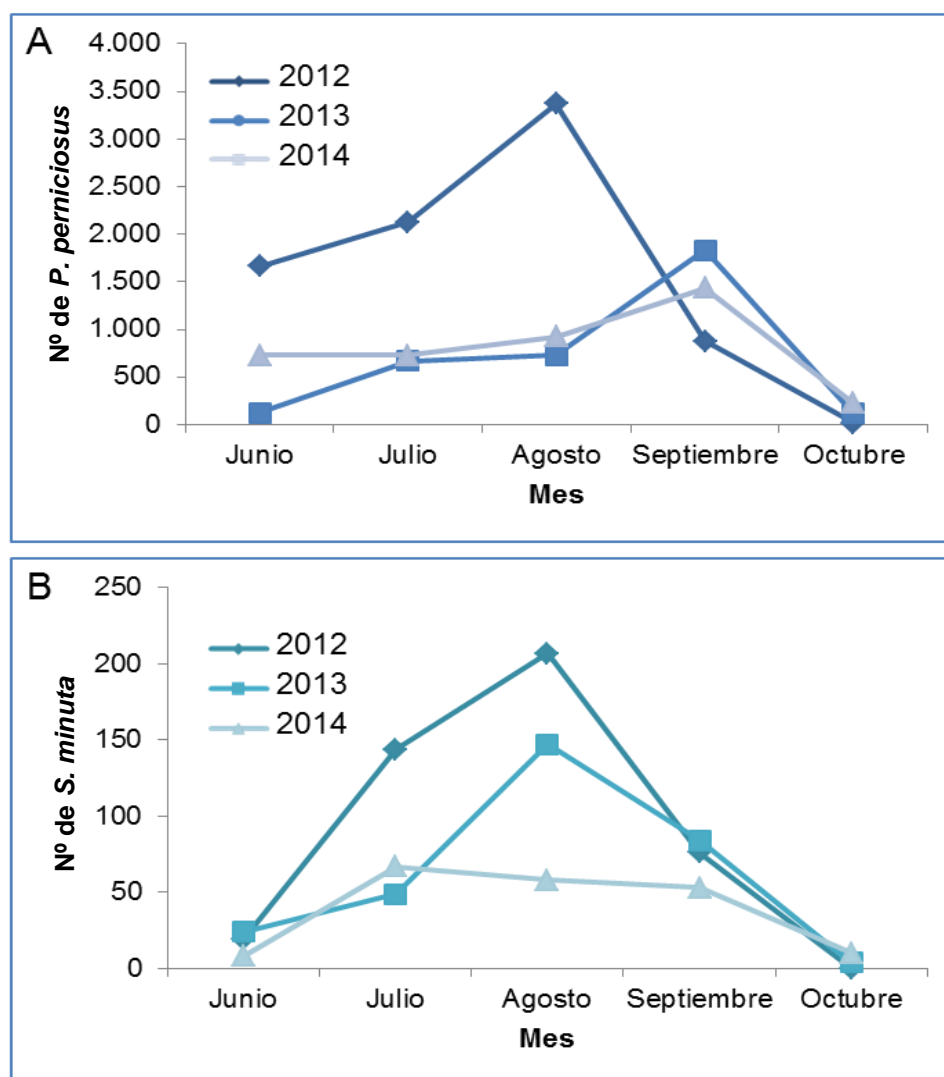 A
4.000
3.500
3.000
2.500
2.000
1.500
1.000
500
0
Nº de P. perniciosus
2012
2013
2014
Junio Julio Agosto Septiembre Octubre
Mes
B
250
200
150
100
50
0
Nº de S. minuta
2012
2013
2014
Junio Julio Agosto Septiembre Octubre
Mes